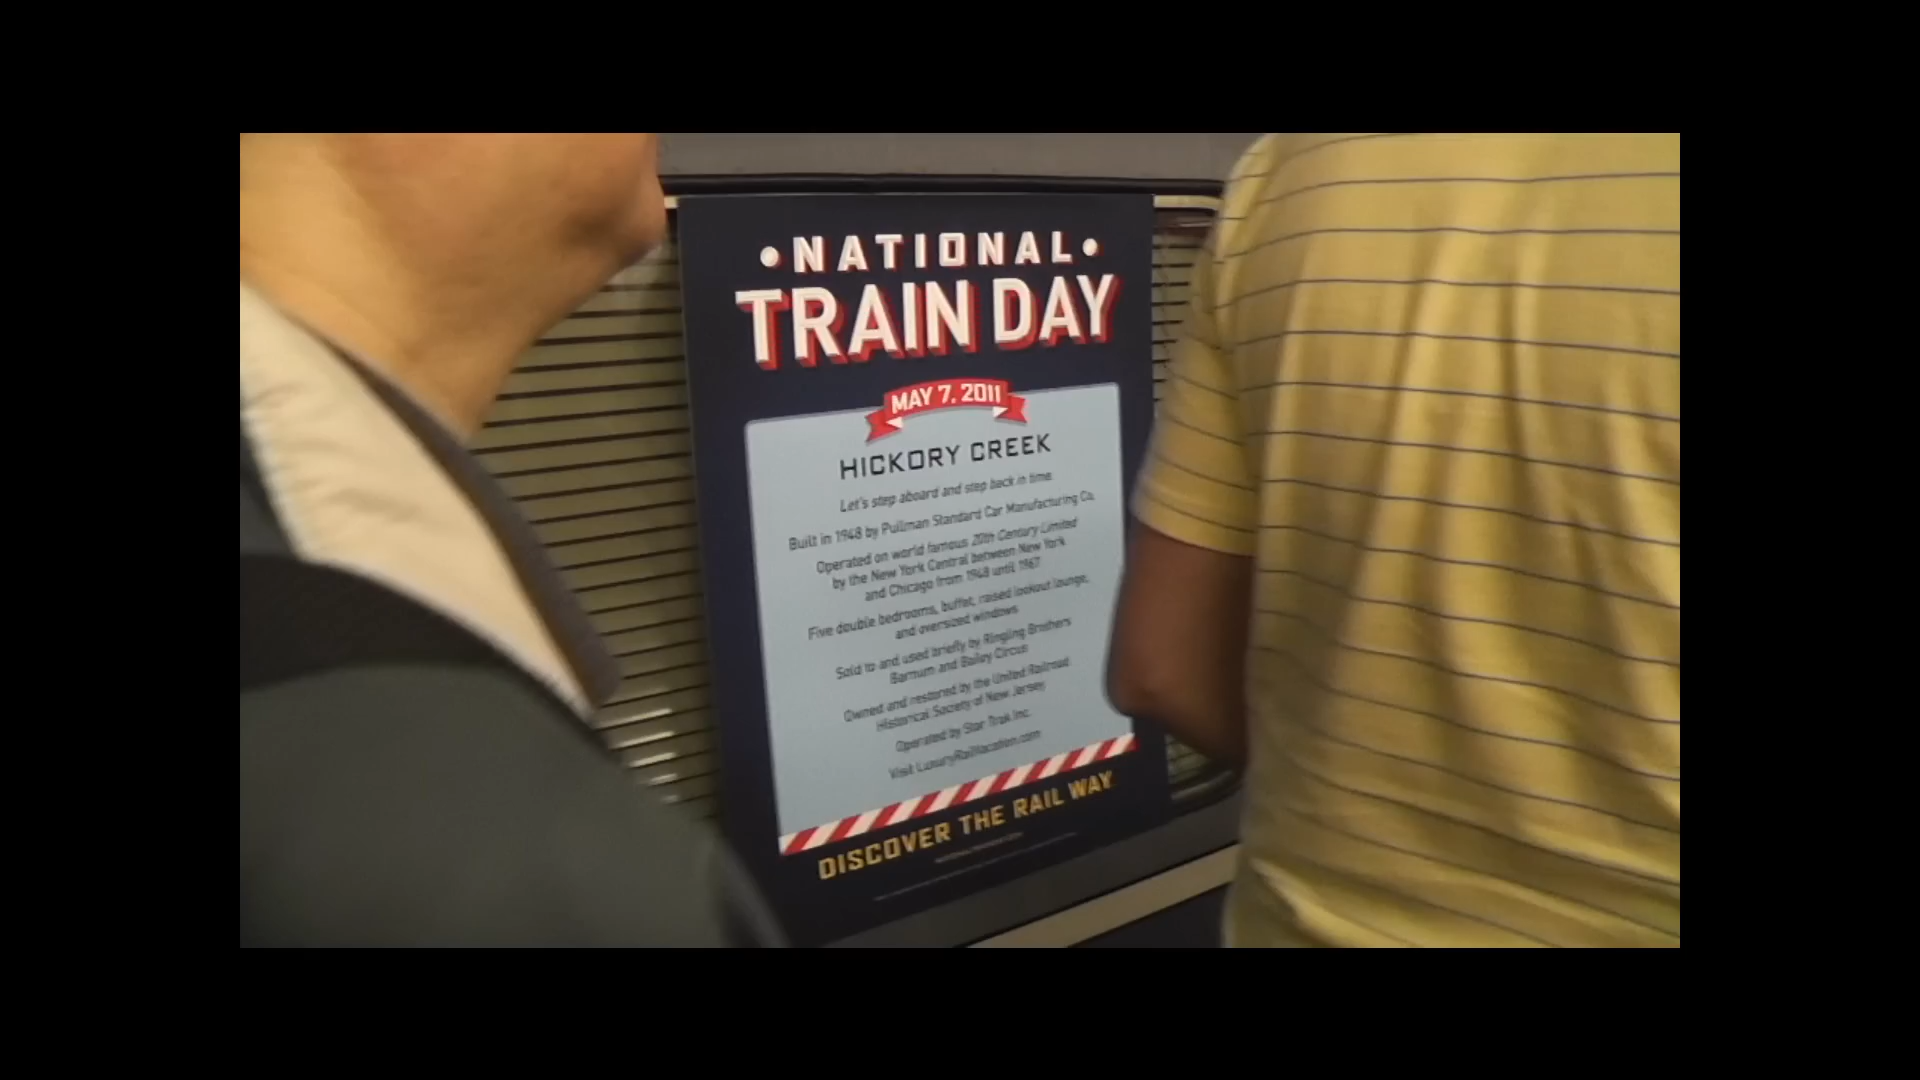 • NATIONAL •
TRAIN DAY
MAY 7, 2011
HICKORY CREEK
Let's step aboard and step back in time.
Built in 1948 by Pullman Standard Car Manufacturing Co.
Operated on world famous 20th Century Limited
by the New York Central between New York
and Chicago from 1948 until 1967
Five double bedrooms, buffet, raised lookout lounge,
and oversized windows
Sold to and used briefly by Ringling Brothers
Barnum and Bailey Circus
Owned and restored by the United Railroad
Historical Society of New Jersey
Operated by Star Trak Inc.
Visit LuxuryRailVacation.com
DISCOVER THE RAIL WAY